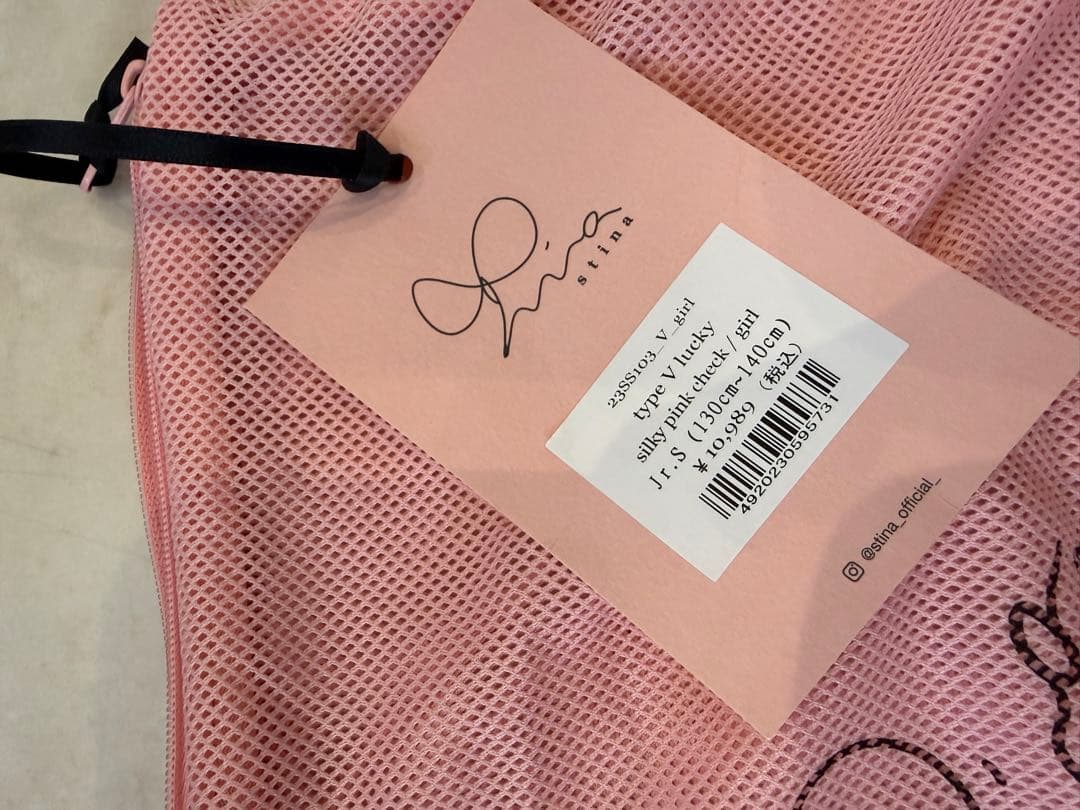 stina
23SS103_V_girl
type V lucky
silky pink check / girl
Jr.S (130cm~140cm)
¥10,989 (税込)
4920230595731
@stina_official_